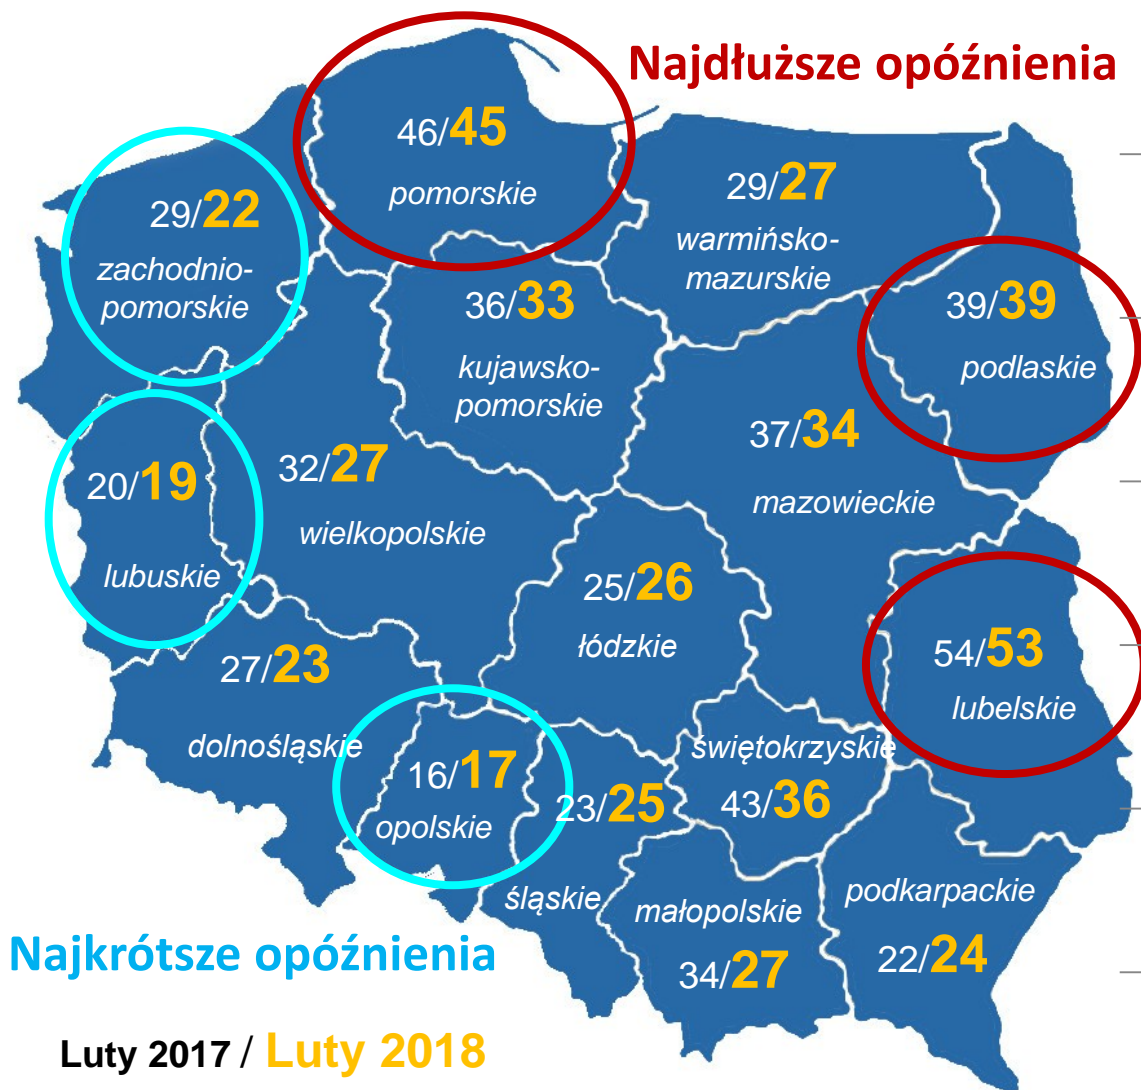 Najdłuższe opóźnienia
46/45
pomorskie
29/27
warmińsko-
mazurskie
29/22
zachodnio-
pomorskie
36/33
kujawsko-
pomorskie
39/39
podlaskie
37/34
mazowieckie
20/19
lubuskie
32/27
wielkopolskie
25/26
łódzkie
54/53
lubelskie
27/23
dolnośląskie
16/17
opolskie
23/25
śląskie
świętokrzyskie
43/36
małopolskie
34/27
podkarpackie
22/24
Najkrótsze opóźnienia
Luty 2017 / Luty 2018